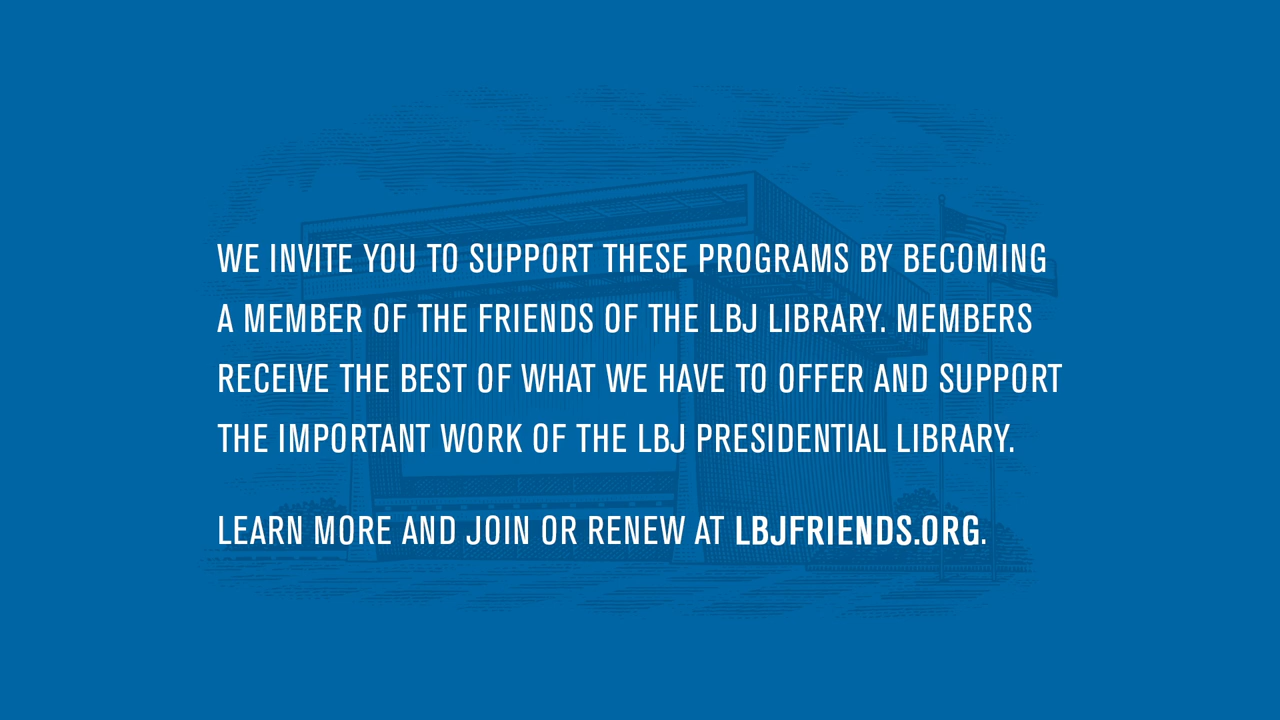 WE INVITE YOU TO SUPPORT THESE PROGRAMS BY BECOMING
A MEMBER OF THE FRIENDS OF THE LBJ LIBRARY. MEMBERS
RECEIVE THE BEST OF WHAT WE HAVE TO OFFER AND SUPPORT
THE IMPORTANT WORK OF THE LBJ PRESIDENTIAL LIBRARY.
LEARN MORE AND JOIN OR RENEW AT LBJFRIENDS.ORG.